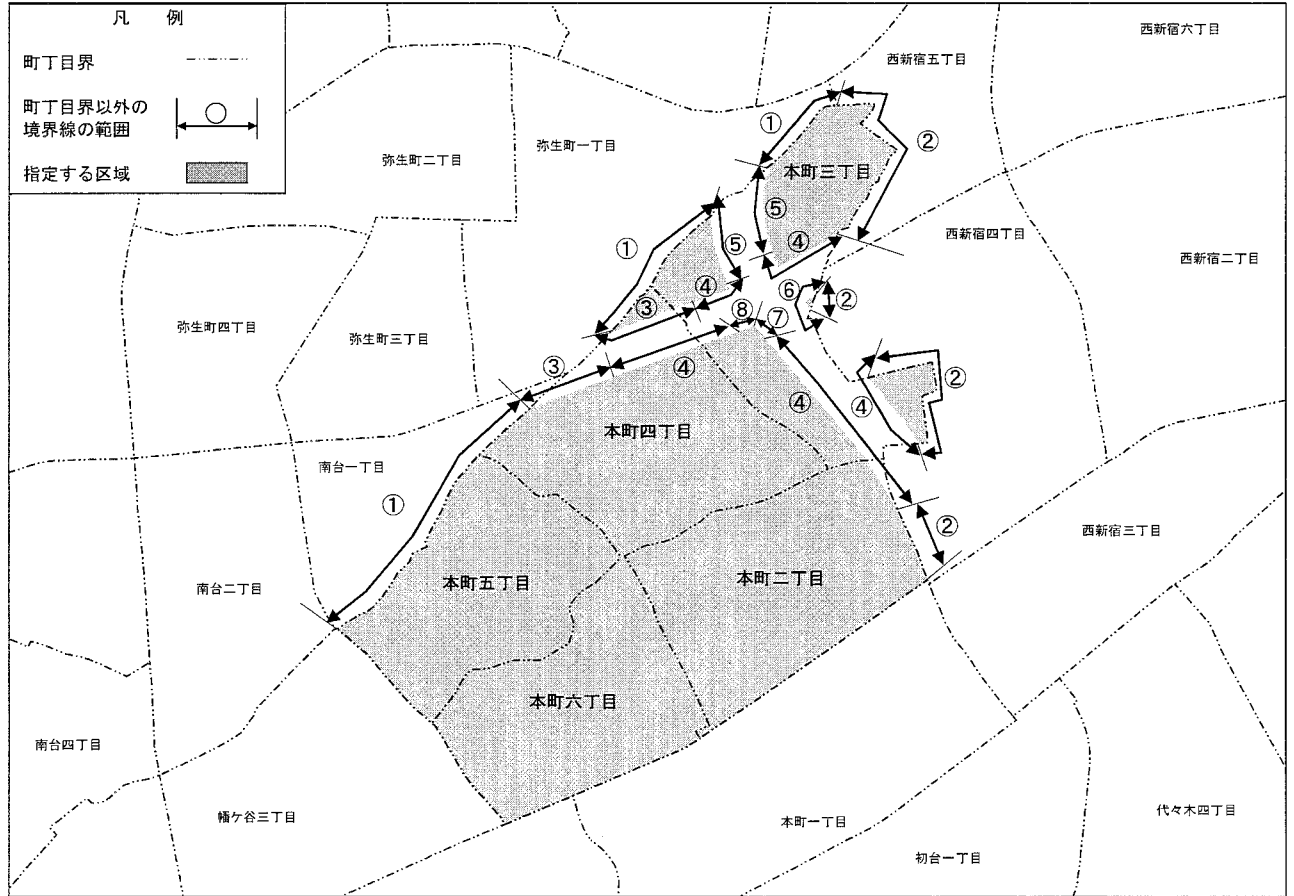 凡 例
町丁目界
町丁目界以外の
境界線の範囲
指定する区域
西新宿六丁目
西新宿五丁目
①
②
弥生町一丁目
弥生町二丁目
本町三丁目
⑤
④
西新宿四丁目
西新宿二丁目
①
⑤
④
③
⑥
②
⑧
⑦
弥生町四丁目
弥生町三丁目
③
④
④
④
②
本町四丁目
南台一丁目
①
②
西新宿三丁目
南台二丁目
本町五丁目
本町二丁目
本町六丁目
南台四丁目
幡ケ谷三丁目
本町一丁目
代々木四丁目
初台一丁目